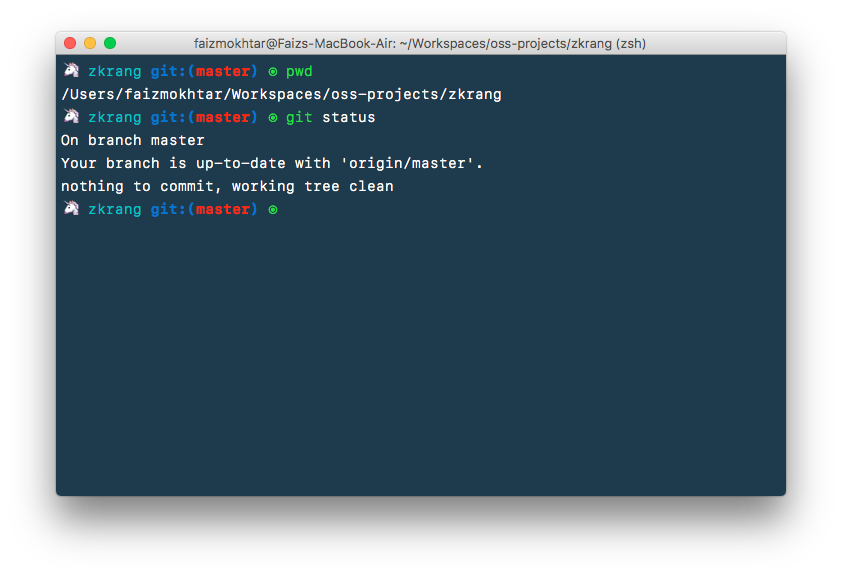 faizmokhtar@Faizs-MacBook-Air: ~/Workspaces/oss-projects/zkrang (zsh)
🦄 zkrang git:(master) ◉ pwd
/Users/faizmokhtar/Workspaces/oss-projects/zkrang
🦄 zkrang git:(master) ◉ git status
On branch master
Your branch is up-to-date with 'origin/master'.
nothing to commit, working tree clean
🦄 zkrang git:(master) ◉